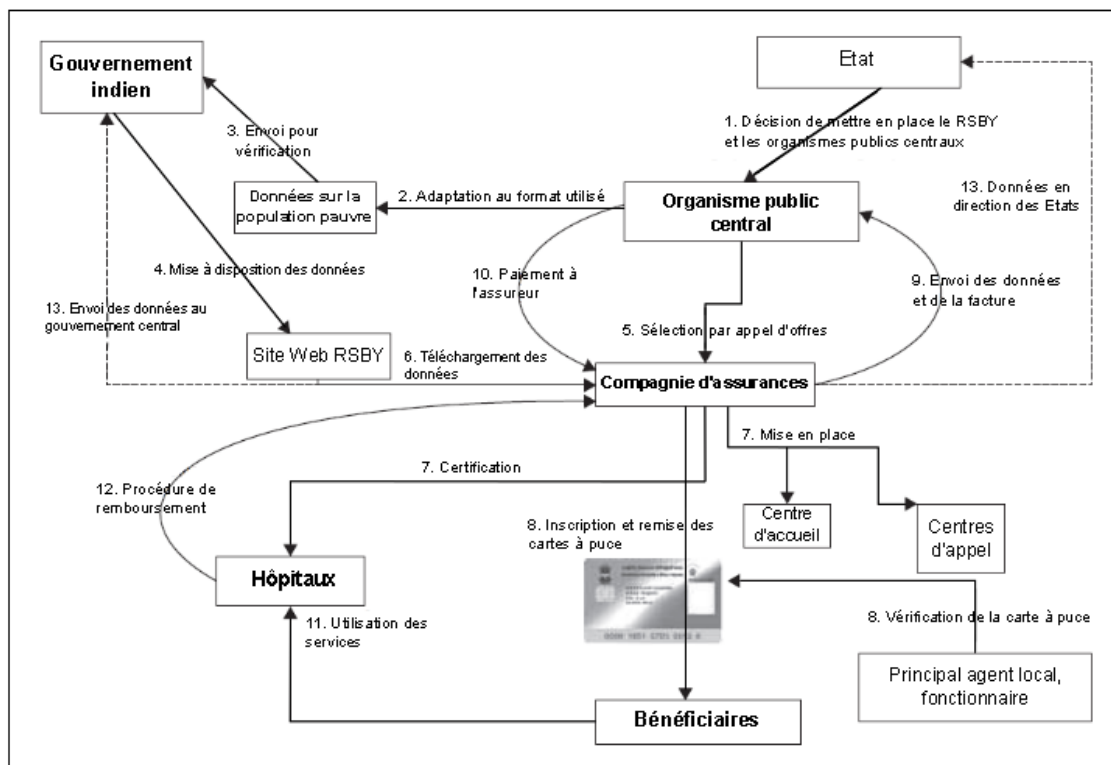 Gouvernement
indien
Etat
1. Décision de mettre en place le RSBY
et les organismes publics centraux
3. Envoi pour
vérification
Données sur la
population pauvre
2. Adaptation au format utilisé
Organisme public
central
13. Données en
direction des Etats
4. Mise à disposition des données
10. Paiement à
l'assureur
9. Envoi des données
et de la facture
13. Envoi des données au
gouvernement central
5. Sélection par appel d'offres
Site Web RSBY
6. Téléchargement des
données
Compagnie d'assurances
7. Mise en place
7. Certification
12. Procédure de
remboursement
8. Inscription et remise des
cartes à puce
Centre
d'accueil
Centres
d'appel
Hôpitaux
11. Utilisation des
services
8. Vérification de la carte à puce
Principal agent local,
fonctionnaire
Bénéficiaires